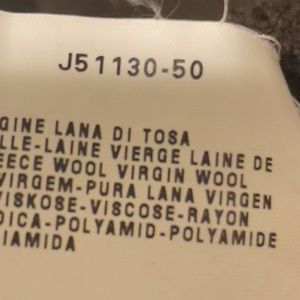 J51130-50
GINE LANA DI TOSA
LLE-LAINE VIERGE LAINE DE
EECE WOOL VIRGIN WOOL
VIRGEM-PURA LANA VIRGEN
VISKOSE-VISCOSE-RAYON
DICA-POLYAMID-POLYAMIDE
IAMIDA